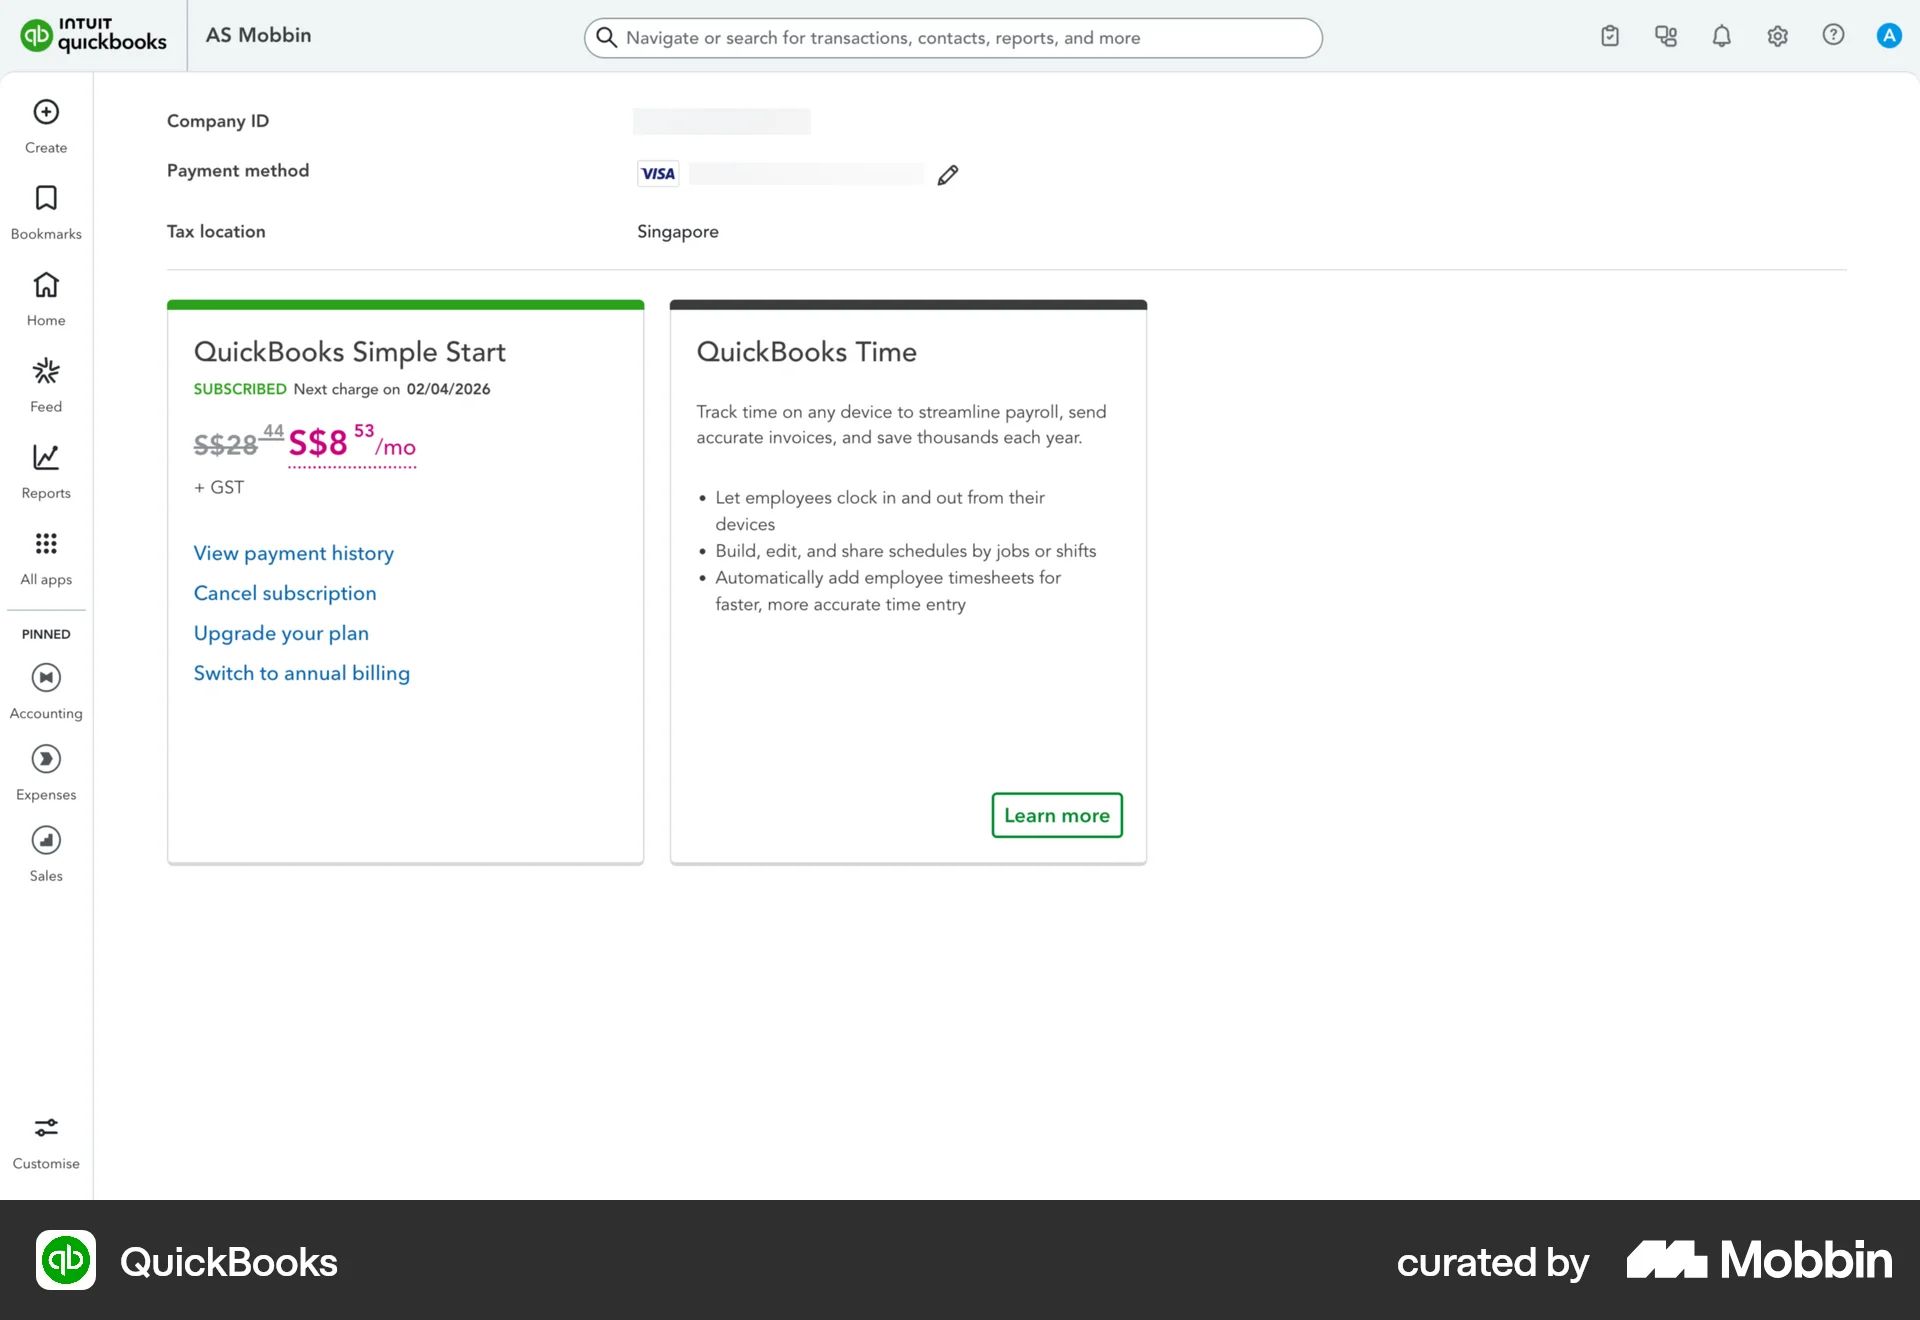 INTUIT
quickbooks
AS Mobbin
Navigate or search for transactions, contacts, reports, and more
A
Create
Bookmarks
Home
Feed
Reports
All apps
PINNED
Accounting
Expenses
Sales
Customise
Company ID
Payment method
VISA
Tax location
Singapore
QuickBooks Simple Start
SUBSCRIBED Next charge on 02/04/2026
S$28 44 S$8 53 /mo
+ GST
View payment history
Cancel subscription
Upgrade your plan
Switch to annual billing
QuickBooks Time
Track time on any device to streamline payroll, send
accurate invoices, and save thousands each year.
• Let employees clock in and out from their
devices
• Build, edit, and share schedules by jobs or shifts
• Automatically add employee timesheets for
faster, more accurate time entry
Learn more
QuickBooks
curated by Mobbin